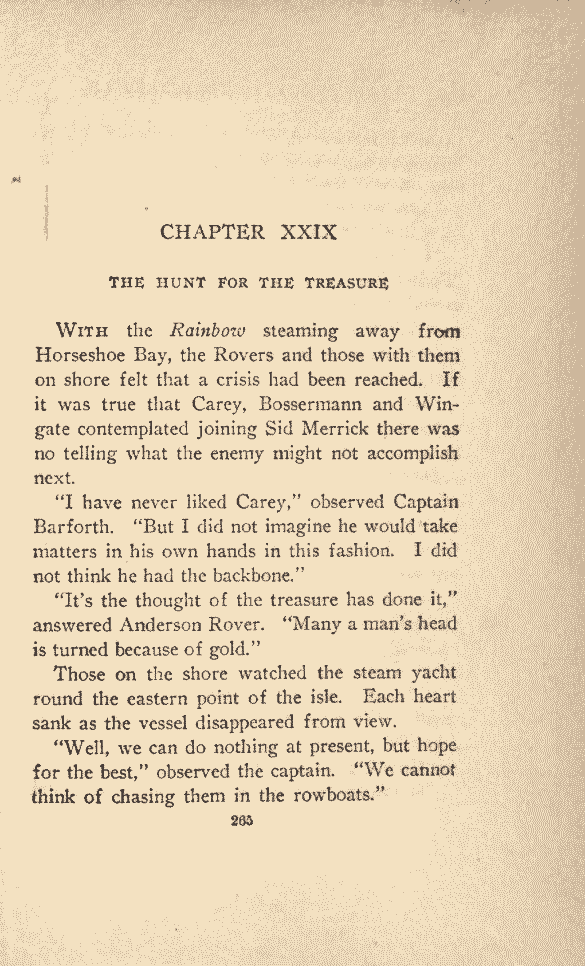 CHAPTER XXIX
THE HUNT FOR THE TREASURE
WITH the Rainbow steaming away from
Horseshoe Bay, the Rovers and those with them
on shore felt that a crisis had been reached. If
it was true that Carey, Bossermann and Win-
gate contemplated joining Sid Merrick there was
no telling what the enemy might not accomplish
next.
"I have never liked Carey," observed Captain
Barforth. "But I did not imagine he would take
matters in his own hands in this fashion. I did
not think he had the backbone."
"It's the thought of the treasure has done it,"
answered Anderson Rover. "Many a man's head
is turned because of gold."
Those on the shore watched the steam yacht
round the eastern point of the isle. Each heart
sank as the vessel disappeared from view.
"Well, we can do nothing at present, but hope
for the best," observed the captain. "We cannot
think of chasing them in the rowboats."
265